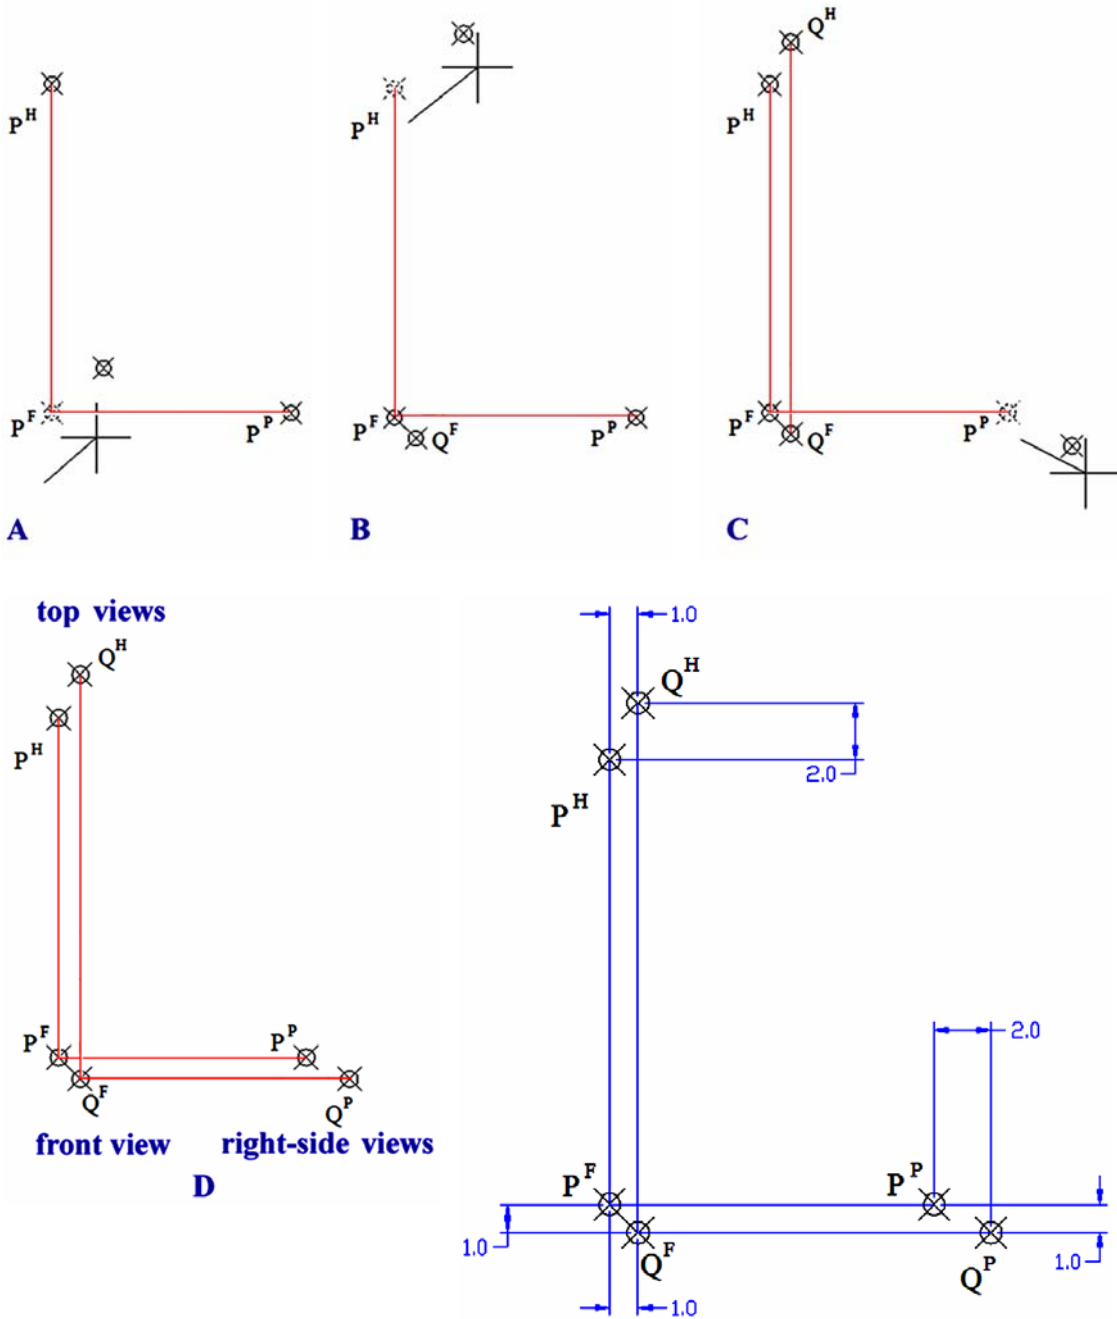 P^H
P^F
P^P
A
P^H
P^F
Q^F
P^P
B
Q^H
P^H
P^F
Q^F
P^P
C
top views
Q^H
P^H
P^F
P^P
Q^F
Q^P
front view
right-side views
D
1.0
Q^H
2.0
P^H
2.0
P^F
P^P
1.0
Q^F
1.0
Q^P
1.0